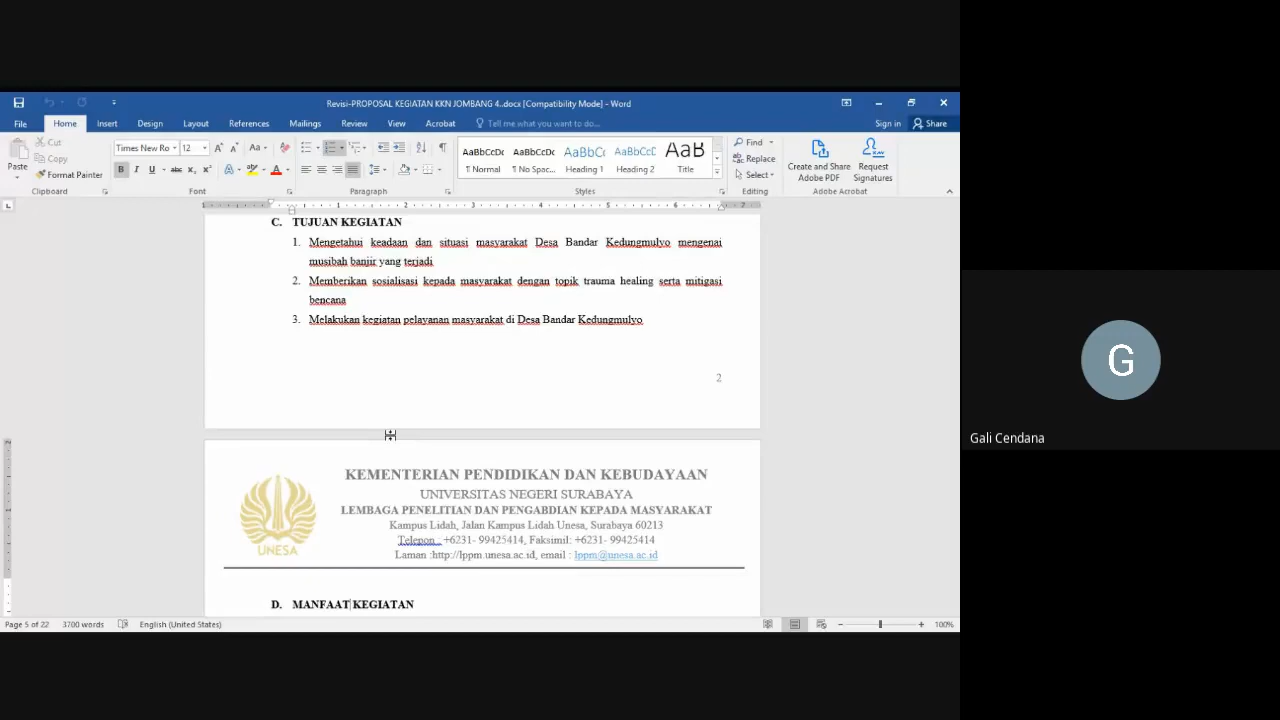 Revisi-PROPOSAL KEGIATAN KKN JOMBANG 4..docx [Compatibility Mode] - Word
File Home Insert Design Layout References Mailings Review View Acrobat Tell me what you want to do... Sign in Share
Paste
Cut
Copy
Format Painter
Clipboard
Times New Ro 12
Font
Paragraph
AaBbCcDc AaBbCcDc AaBbCc AaBbCcD AaB
¶ Normal ¶ No Spac... Heading 1 Heading 2 Title
Styles
Find
Replace
Select
Editing
Create and Share Adobe PDF
Request Signatures
Adobe Acrobat
C. TUJUAN KEGIATAN
1. Mengetahui keadaan dan situasi masyarakat Desa Bandar Kedungmulyo mengenai
musibah banjir yang terjadi
2. Memberikan sosialisasi kepada masyarakat dengan topik trauma healing serta mitigasi
bencana
3. Melakukan kegiatan pelayanan masyarakat di Desa Bandar Kedungmulyo
2
KEMENTERIAN PENDIDIKAN DAN KEBUDAYAAN
UNIVERSITAS NEGERI SURABAYA
LEMBAGA PENELITIAN DAN PENGABDIAN KEPADA MASYARAKAT
Kampus Lidah, Jalan Kampus Lidah Unesa, Surabaya 60213
Telepon : +6231- 99425414, Faksimil: +6231- 99425414
Laman :http://lppm.unesa.ac.id, email : lppm@unesa.ac.id
UNESA
D. MANFAAT KEGIATAN
Page 5 of 22 3700 words English (United States) 100%
G
Gali Cendana